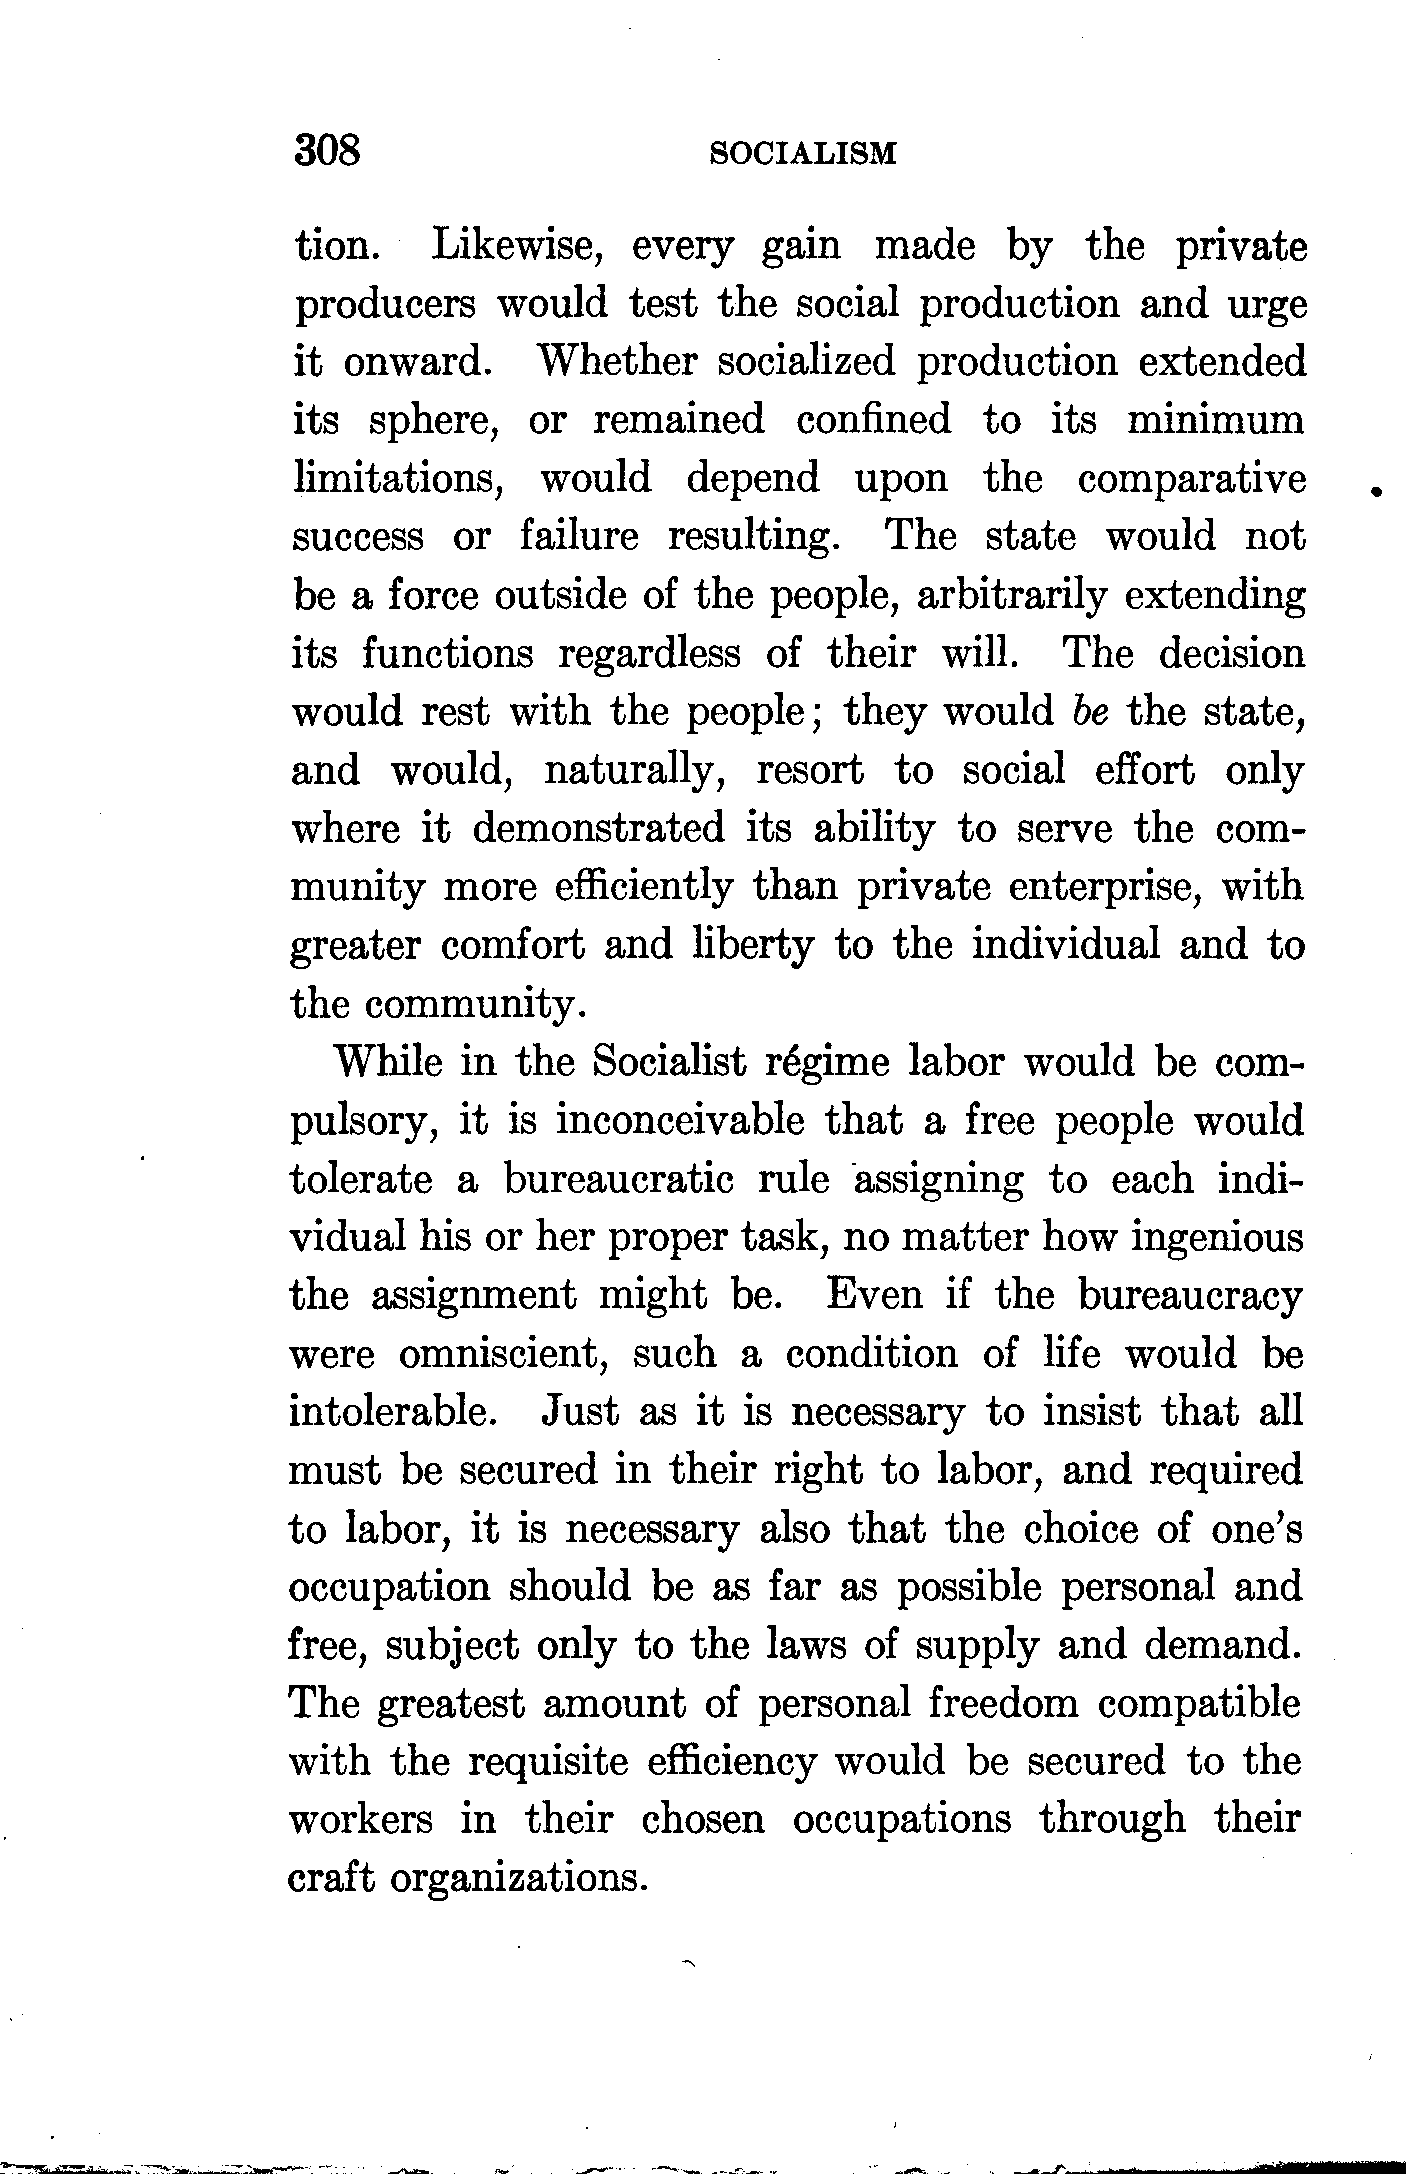 308 SOCIALISM
tion. Likewise, every gain made by the private
producers would test the social production and urge
it onward. Whether socialized production extended
its sphere, or remained confined to its minimum
limitations, would depend upon the comparative
success or failure resulting. The state would not
be a force outside of the people, arbitrarily extending
its functions regardless of their will. The decision
would rest with the people; they would be the state,
and would, naturally, resort to social effort only
where it demonstrated its ability to serve the com-
munity more efficiently than private enterprise, with
greater comfort and liberty to the individual and to
the community.
While in the Socialist régime labor would be com-
pulsory, it is inconceivable that a free people would
tolerate a bureaucratic rule assigning to each indi-
vidual his or her proper task, no matter how ingenious
the assignment might be. Even if the bureaucracy
were omniscient, such a condition of life would be
intolerable. Just as it is necessary to insist that all
must be secured in their right to labor, and required
to labor, it is necessary also that the choice of one's
occupation should be as far as possible personal and
free, subject only to the laws of supply and demand.
The greatest amount of personal freedom compatible
with the requisite efficiency would be secured to the
workers in their chosen occupations through their
craft organizations.